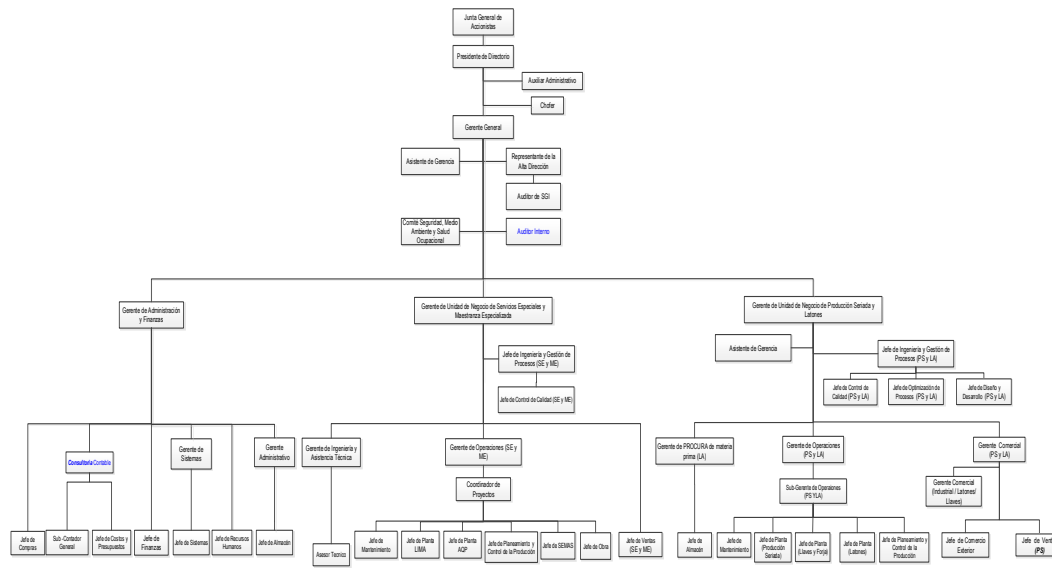 Junta General de
Accionistas
Presidente de Directorio
Auxiliar Administrativo
Chofer
Gerente General
Asistente de Gerencia
Representante de la
Alta Dirección
Auditor de SGI
Comité Seguridad, Medio
Ambiente y Salud
Ocupacional
Auditor Interno
Gerente de Administración
y Finanzas
Gerente de Unidad de Negocio de Servicios Especiales y
Maestranza Especializada
Gerente de Unidad de Negocio de Producción Seriada y
Latones
Asistente de Gerencia
Jefe de Ingeniería y Gestión de
Procesos (SE y ME)
Jefe de Ingeniería y Gestión de
Procesos (PS y LA)
Jefe de Control de Calidad (SE y ME)
Jefe de Control de
Calidad (PS y LA)
Jefe de Optimización de
Procesos (PS y LA)
Jefe de Diseño y
Desarrollo (PS y LA)
Consultoria Contable
Gerente de
Sistemas
Gerente
Administrativo
Gerente de Ingeniería y
Asistencia Técnica
Gerente de Operaciones (SE y
ME)
Gerente de PROCURA de materia
prima (LA)
Gerente de Operaciones
(PS y LA)
Gerente Comercial
(PS y LA)
Coordinador de
Proyectos
Sub-Gerente de Operaiones
(PS YLA)
Gerente Comercial
(Industrial / Latones/
Llaves)
Jefe de
Compras
Sub -Contador
General
Jefe de Costos y
Presupuestos
Jefe de
Finanzas
Jefe de Sistemas
Jefe de Recursos
Humanos
Jefe de Almacén
Asesor Tecnico
Jefe de
Mantenimiento
Jefe de Planta
LIMA
Jefe de Planta
AQP
Jefe de Planeamiento y
Control de la Producción
Jefe de SEMAS
Jefe de Obra
Jefe de Ventas
(SE y ME)
Jefe de
Almacén
Jefe de
Mantenimiento
Jefe de Planta
(Producción
Seriada)
Jefe de Planta
(Llaves y Forja)
Jefe de Planta
(Latones)
Jefe de Planeamiento y
Control de la
Producción
Jefe de Comercio
Exterior
Jefe de Vent
(PS)